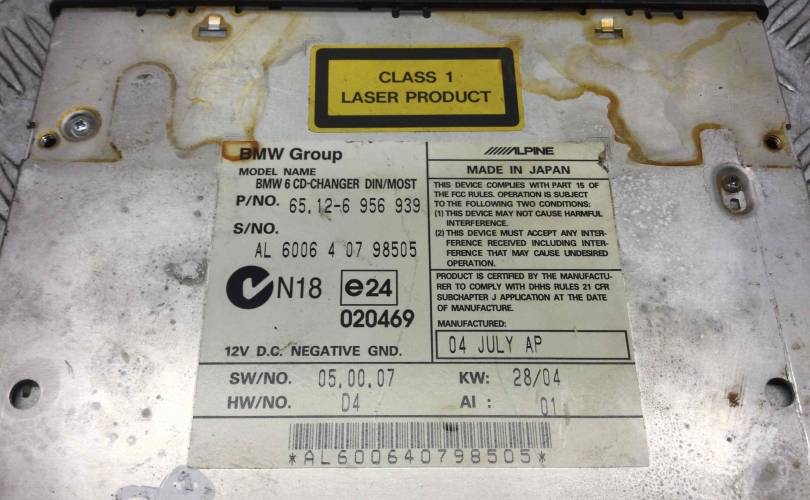 CLASS 1
LASER PRODUCT
BMW Group
MODEL NAME
BMW 6 CD-CHANGER DIN/MOST
P/NO. 65.12-6 956 939
S/NO.
AL 6006 4 07 98505
N18 e24
020469
12V D.C. NEGATIVE GND.
ALPINE
MADE IN JAPAN
THIS DEVICE COMPLIES WITH PART 15 OF
THE FCC RULES. OPERATION IS SUBJECT
TO THE FOLLOWING TWO CONDITIONS:
(1) THIS DEVICE MAY NOT CAUSE HARMFUL
INTERFERENCE.
(2) THIS DEVICE MUST ACCEPT ANY INTER-
FERENCE RECEIVED INCLUDING INTER-
FERENCE THAT MAY CAUSE UNDESIRED
OPERATION.
PRODUCT IS CERTIFIED BY THE MANUFACTU-
RER TO COMPLY WITH DHHS RULES 21 CFR
SUBCHAPTER J APPLICATION AT THE DATE
OF MANUFACTURE.
MANUFACTURED:
04 JULY AP
SW/NO. 05.00.07 KW: 28/04
HW/NO. D4 AI : 01
*AL600640798505*